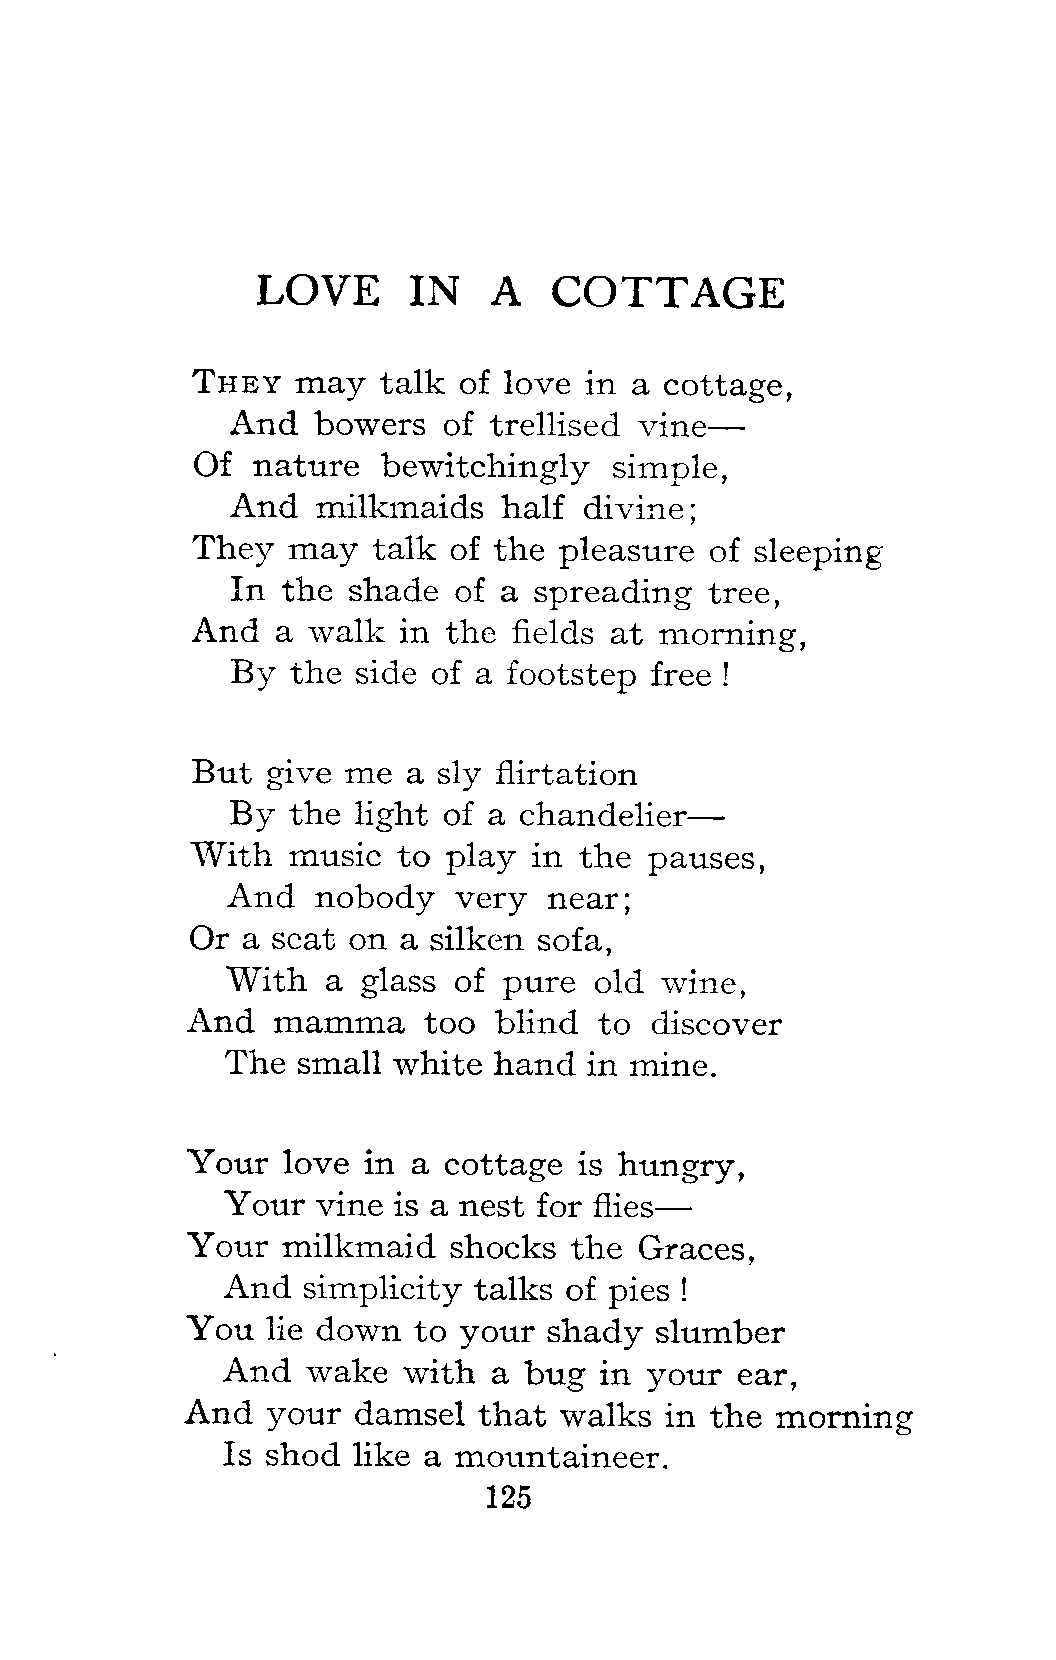 LOVE IN A COTTAGE
THEY may talk of love in a cottage,
And bowers of trellised vine—
Of nature bewitchingly simple,
And milkmaids half divine;
They may talk of the pleasure of sleeping
In the shade of a spreading tree,
And a walk in the fields at morning,
By the side of a footstep free !
But give me a sly flirtation
By the light of a chandelier—
With music to play in the pauses,
And nobody very near;
Or a seat on a silken sofa,
With a glass of pure old wine,
And mamma too blind to discover
The small white hand in mine.
Your love in a cottage is hungry,
Your vine is a nest for flies—
Your milkmaid shocks the Graces,
And simplicity talks of pies !
You lie down to your shady slumber
And wake with a bug in your ear,
And your damsel that walks in the morning
Is shod like a mountaineer.
125